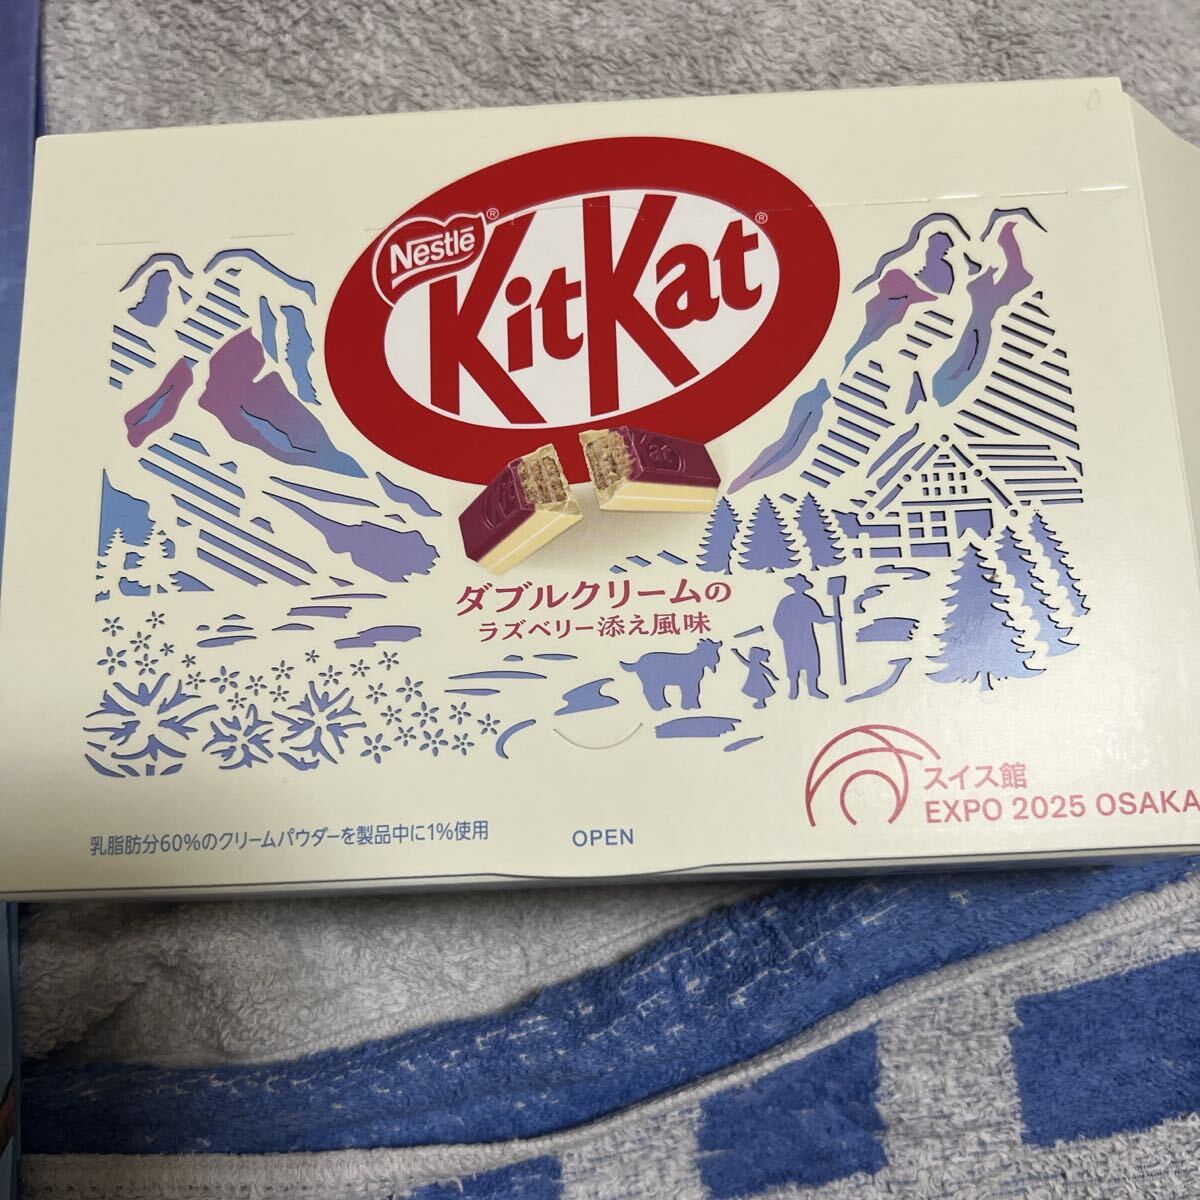 Nestlé®
KitKat®
Kit
Kat
ダブルクリームの
ラズベリー添え風味
スイス館
EXPO 2025 OSAKA
乳脂肪分60%のクリームパウダーを製品中に1%使用
OPEN